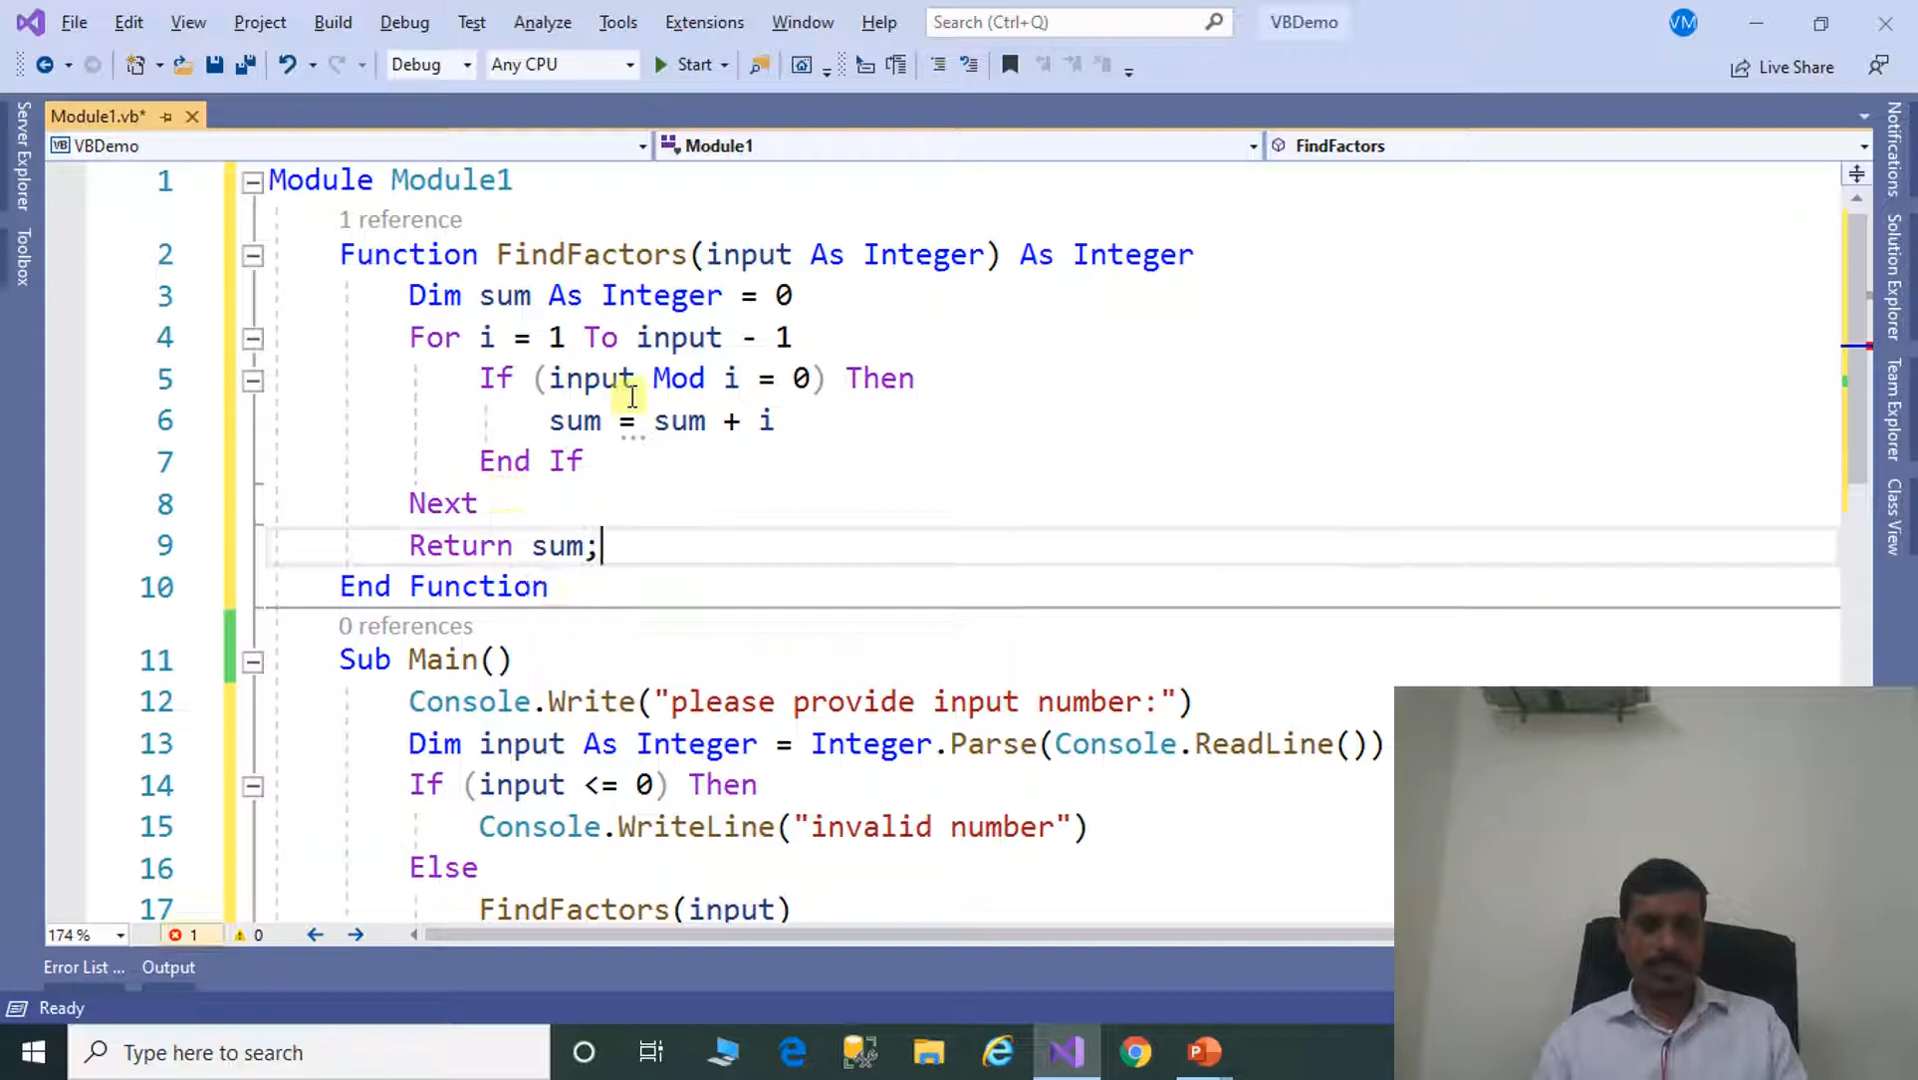 File Edit View Project Build Debug Test Analyze Tools Extensions Window Help Search (Ctrl+Q) VBDemo VM
Debug Any CPU Start Live Share
Module1.vb*
VBDemo Module1 FindFactors
1 Module Module1
1 reference
2 Function FindFactors(input As Integer) As Integer
3 Dim sum As Integer = 0
4 For i = 1 To input - 1
5 If (input Mod i = 0) Then
6 sum = sum + i
7 End If
8 Next
9 Return sum;
10 End Function
0 references
11 Sub Main()
12 Console.Write("please provide input number:")
13 Dim input As Integer = Integer.Parse(Console.ReadLine())
14 If (input <= 0) Then
15 Console.WriteLine("invalid number")
16 Else
17 FindFactors(input)
174 % 1 0
Error List ... Output
Ready
Type here to search
Server Explorer
Toolbox
Notifications
Solution Explorer
Team Explorer
Class View